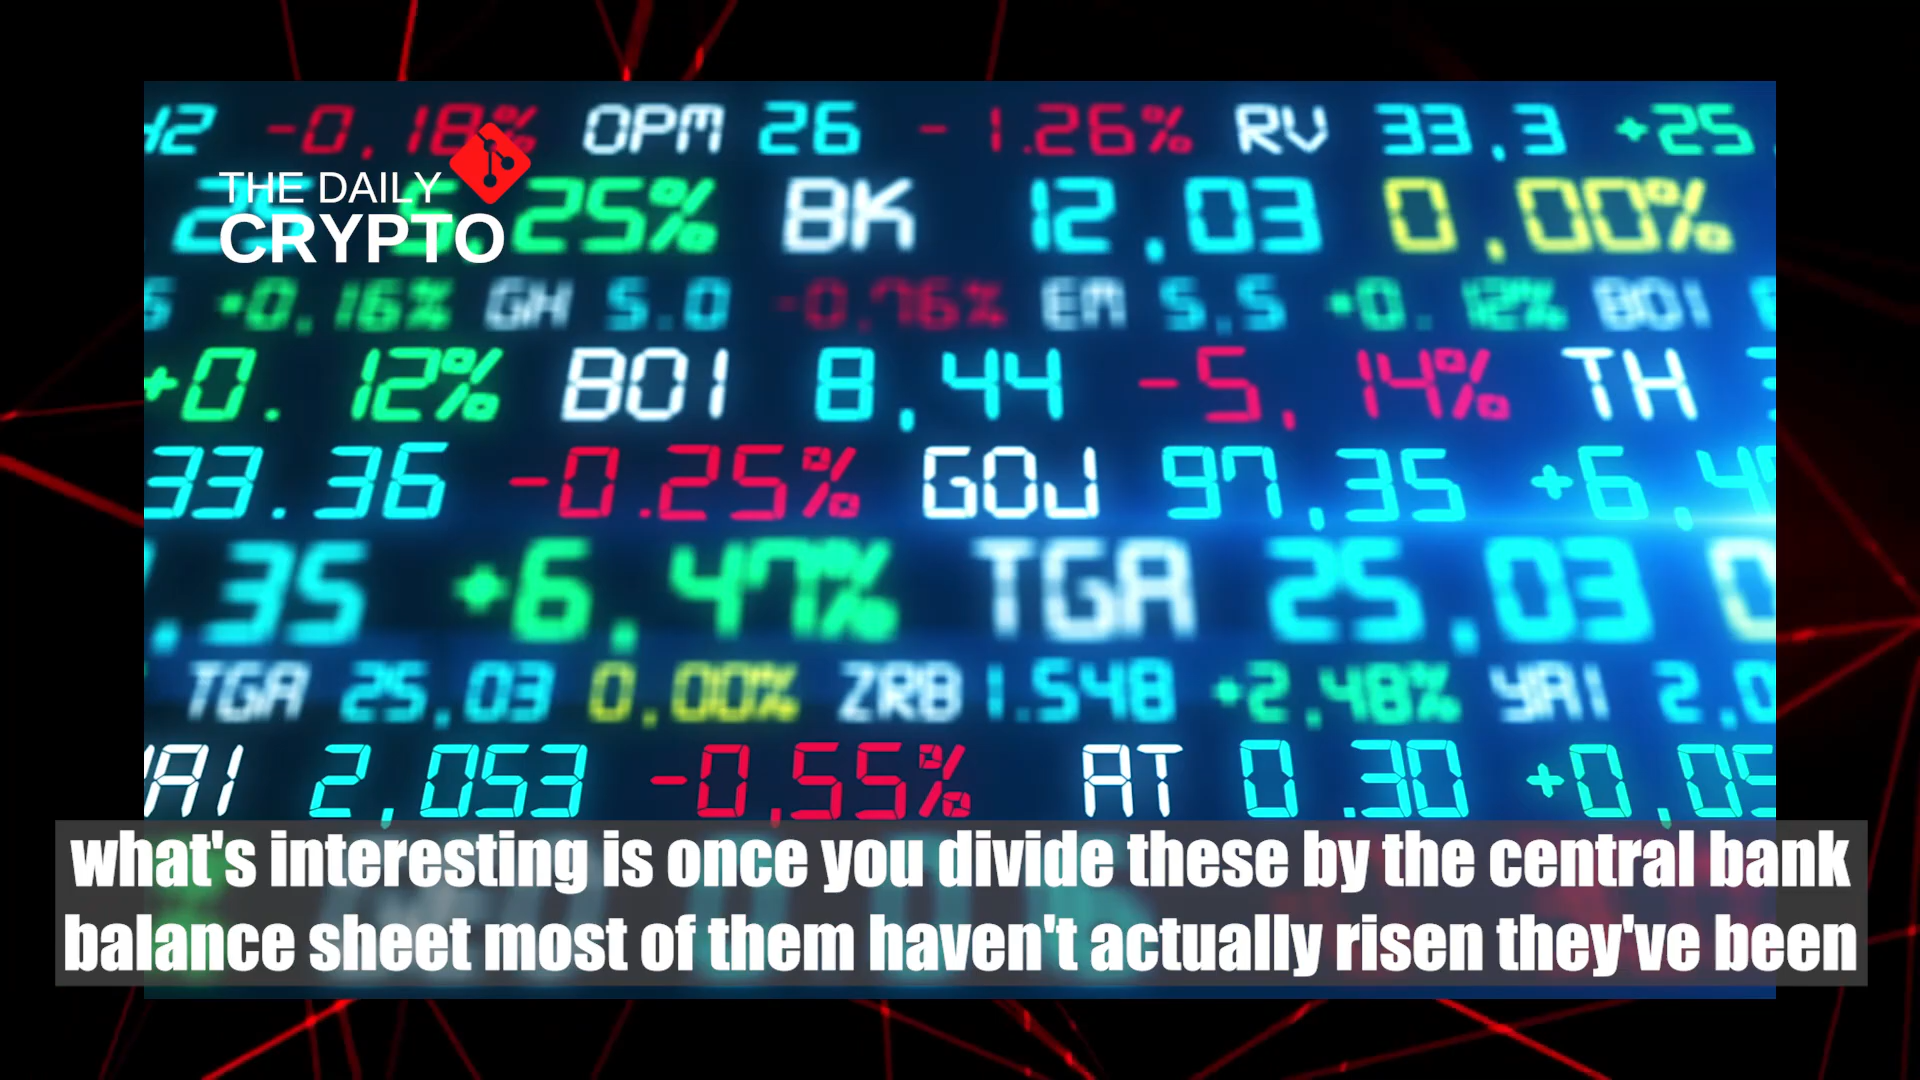 42 -0,18% OPM 26 -1.26% RV 33,3 +25
THE DAILY
CRYPTO
25 5,25% BK 12,03 0,00%
+0,16% GH 5.0 -0,76% EM 5,5 +0.12% BOI
+0.12% BOI 8,44 -5,14% TH
33.36 -0.25% GOJ 97,35 +6,4
,35 +6,47% TGA 25,03 0
TGA 25,03 0,00% ZRB 1.548 +2,48% YAI 2,0
YAI 2,053 -0,55% AT 0.30 +0,05
what's interesting is once you divide these by the central bank
balance sheet most of them haven't actually risen they've been